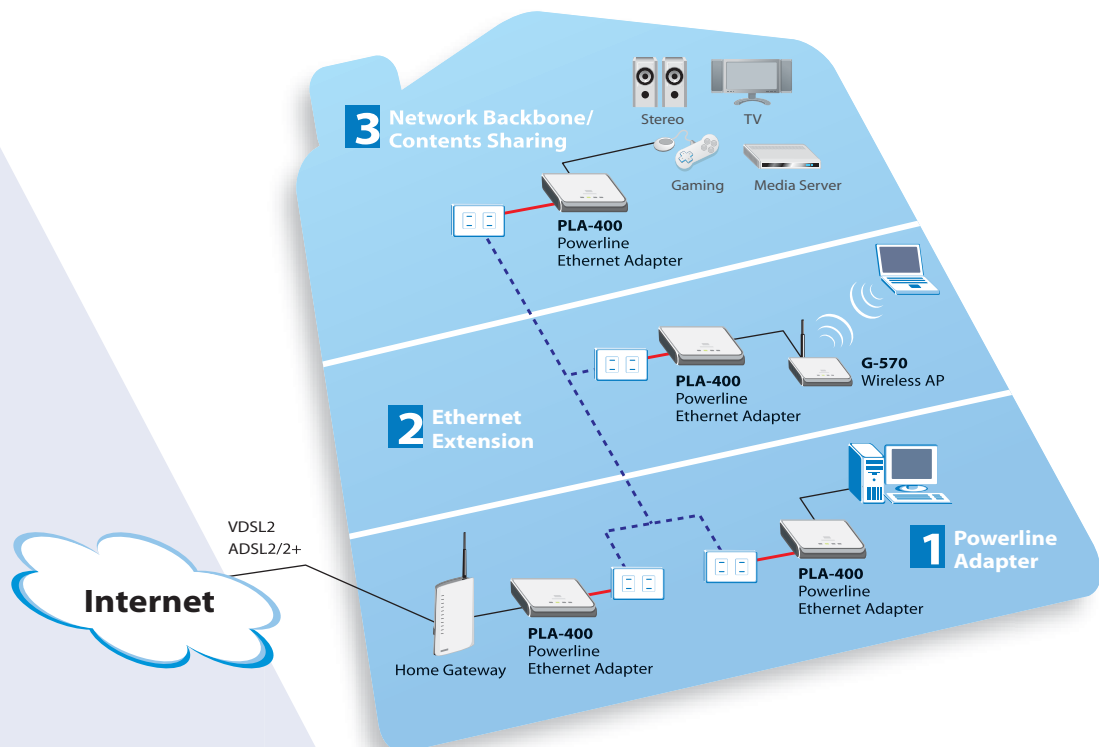 3
Network Backbone/
Contents Sharing
Stereo
TV
Gaming
Media Server
PLA-400
Powerline
Ethernet Adapter
2
Ethernet
Extension
PLA-400
Powerline
Ethernet Adapter
G-570
Wireless AP
1
Powerline
Adapter
PLA-400
Powerline
Ethernet Adapter
VDSL2
ADSL2/2+
Internet
Home Gateway
PLA-400
Powerline
Ethernet Adapter